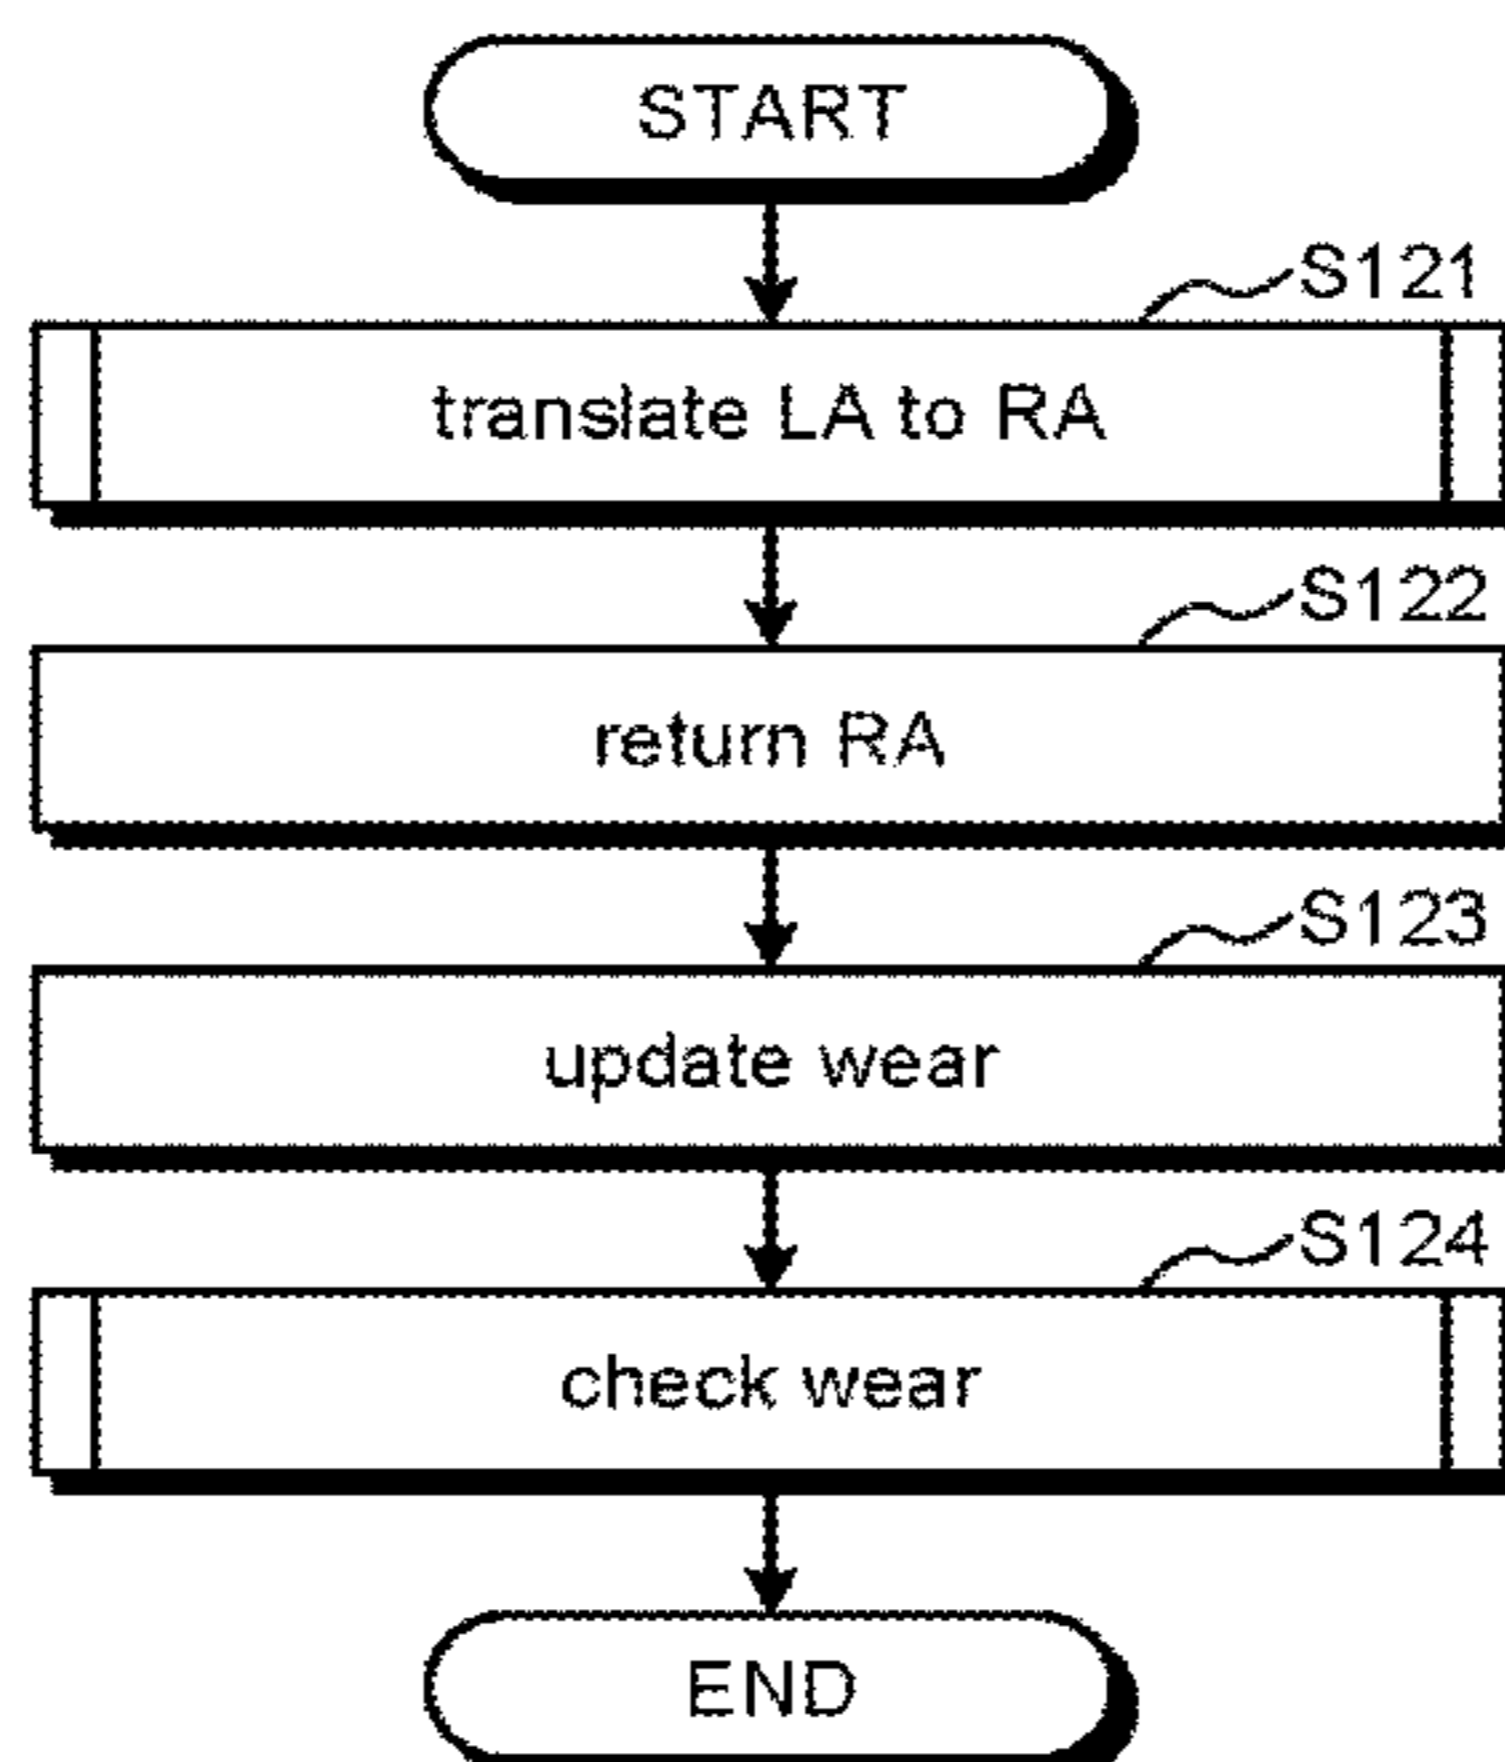 START
S121
translate LA to RA
S122
return RA
S123
update wear
S124
check wear
END